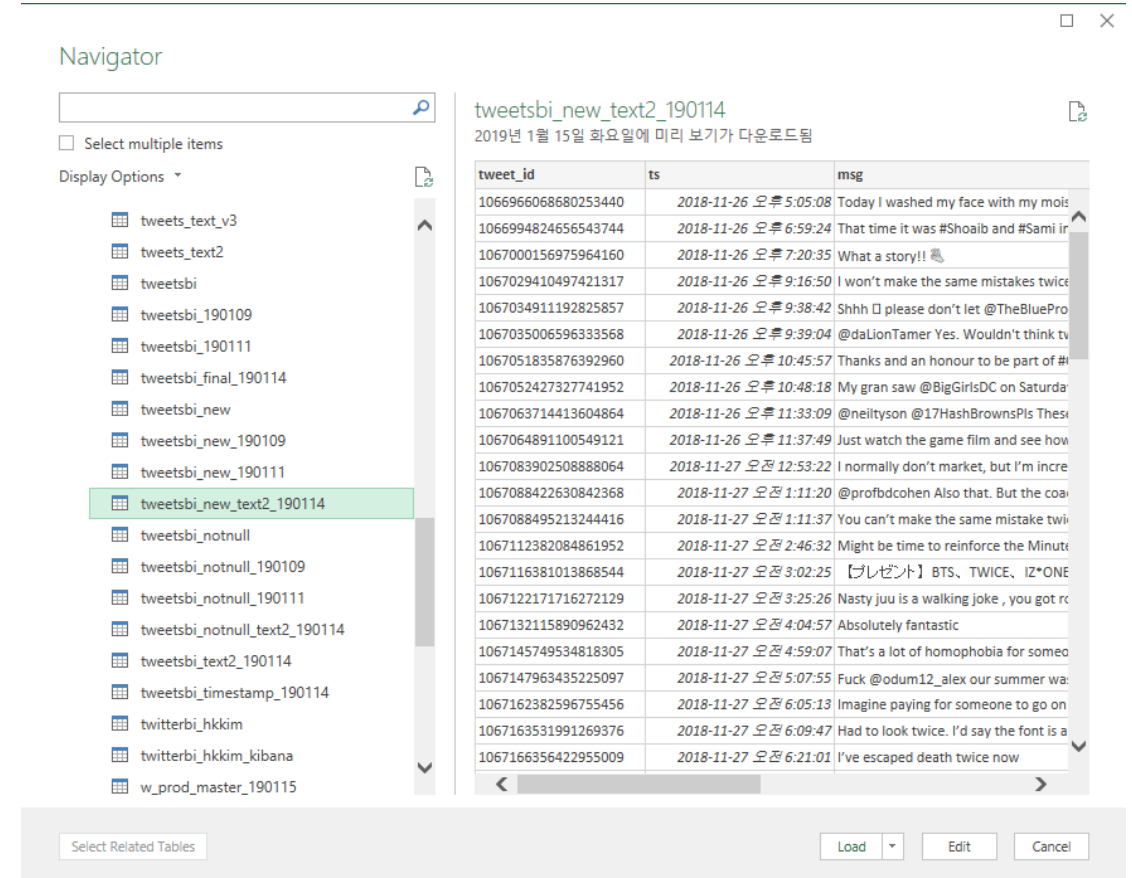 Navigator
Select multiple items
Display Options
tweets_text_v3
tweets_text2
tweetsbi
tweetsbi_190109
tweetsbi_190111
tweetsbi_final_190114
tweetsbi_new
tweetsbi_new_190109
tweetsbi_new_190111
tweetsbi_new_text2_190114
tweetsbi_notnull
tweetsbi_notnull_190109
tweetsbi_notnull_190111
tweetsbi_notnull_text2_190114
tweetsbi_text2_190114
tweetsbi_timestamp_190114
twitterbi_hkkim
twitterbi_hkkim_kibana
w_prod_master_190115
tweetsbi_new_text2_190114
2019년 1월 15일 화요일에 미리 보기가 다운로드됨
tweet_id ts msg
1066966068680253440 2018-11-26 오후 5:05:08 Today I washed my face with my mois
1066994824656543744 2018-11-26 오후 6:59:24 That time it was #Shoaib and #Sami in
1067000156975964160 2018-11-26 오후 7:20:35 What a story!!
1067029410497421317 2018-11-26 오후 9:16:50 I won't make the same mistakes twice
1067034911192825857 2018-11-26 오후 9:38:42 Shhh please don't let @TheBluePro
1067035006596333568 2018-11-26 오후 9:39:04 @daLionTamer Yes. Wouldn't think tw
1067051835876392960 2018-11-26 오후 10:45:57 Thanks and an honour to be part of #
1067052427327741952 2018-11-26 오후 10:48:18 My gran saw @BigGirlsDC on Saturda
1067063714413604864 2018-11-26 오후 11:33:09 @neiltyson @17HashBrownsPls These
1067064891100549121 2018-11-26 오후 11:37:49 Just watch the game film and see how
1067083902508888064 2018-11-27 오전 12:53:22 I normally don't market, but I'm incre
1067088422630842368 2018-11-27 오전 1:11:20 @profbdcohen Also that. But the coa
1067088495213244416 2018-11-27 오전 1:11:37 You can't make the same mistake twi
1067112382084861952 2018-11-27 오전 2:46:32 Might be time to reinforce the Minute
1067116381013868544 2018-11-27 오전 3:02:25 【プレゼント】BTS、TWICE、IZ*ONE
1067122171716272129 2018-11-27 오전 3:25:26 Nasty juu is a walking joke , you got ro
1067132115890962432 2018-11-27 오전 4:04:57 Absolutely fantastic
1067145749534818305 2018-11-27 오전 4:59:07 That's a lot of homophobia for someo
1067147963435225097 2018-11-27 오전 5:07:55 Fuck @odum12_alex our summer wa
1067162382596755456 2018-11-27 오전 6:05:13 Imagine paying for someone to go on
1067163531991269376 2018-11-27 오전 6:09:47 Had to look twice. I'd say the font is a
1067166356422955009 2018-11-27 오전 6:21:01 I've escaped death twice now
Select Related Tables
Load Edit Cancel